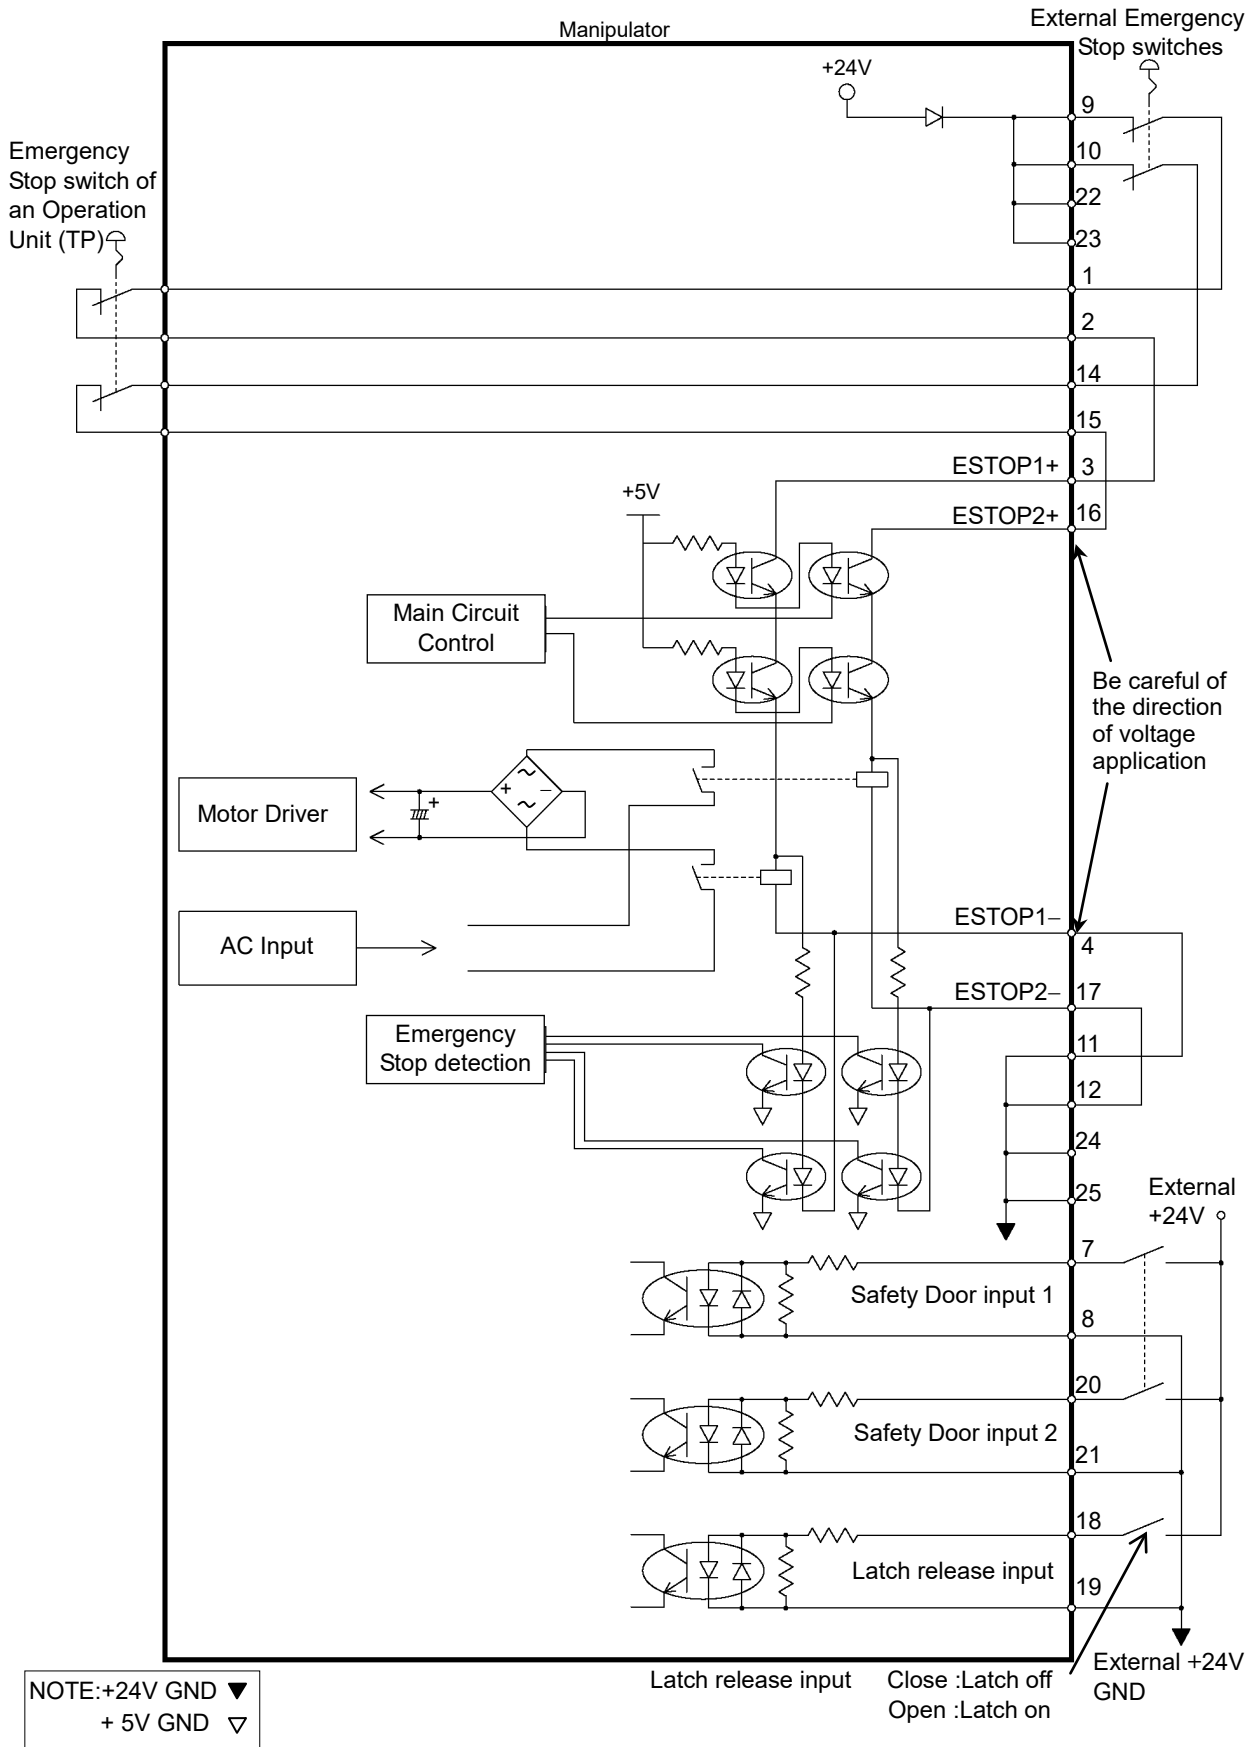 Manipulator
External Emergency
Stop switches
+24V
9
10
22
23
Emergency
Stop switch of
an Operation
Unit (TP)
1
2
14
15
ESTOP1+
3
ESTOP2+
16
+5V
Main Circuit
Control
Be careful of
the direction
of voltage
application
Motor Driver
+
−
+
AC Input
ESTOP1−
4
ESTOP2−
17
Emergency
Stop detection
11
12
24
25
External
+24V
7
Safety Door input 1
8
20
Safety Door input 2
21
18
Latch release input
19
Latch release input
Close :Latch off
Open :Latch on
External +24V
GND
NOTE:+24V GND ▼
+ 5V GND ▽